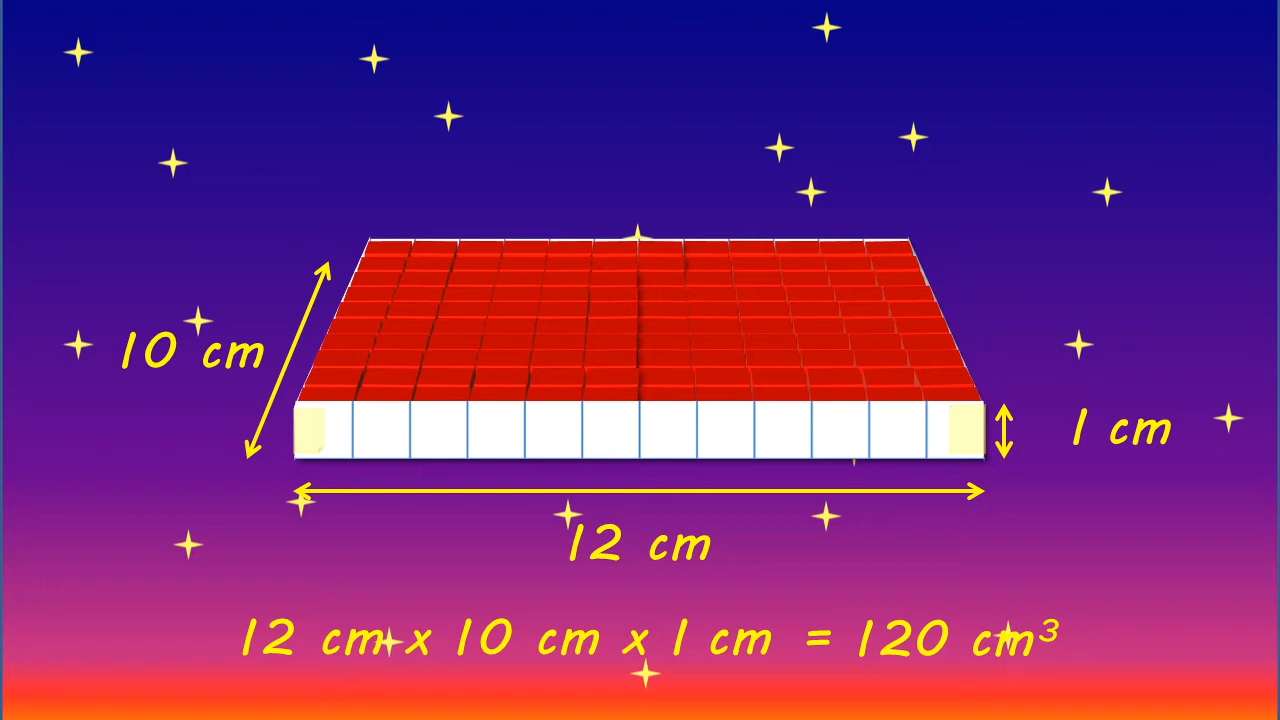 10 cm
1 cm
12 cm
12 cm x 10 cm x 1 cm = 120 cm³